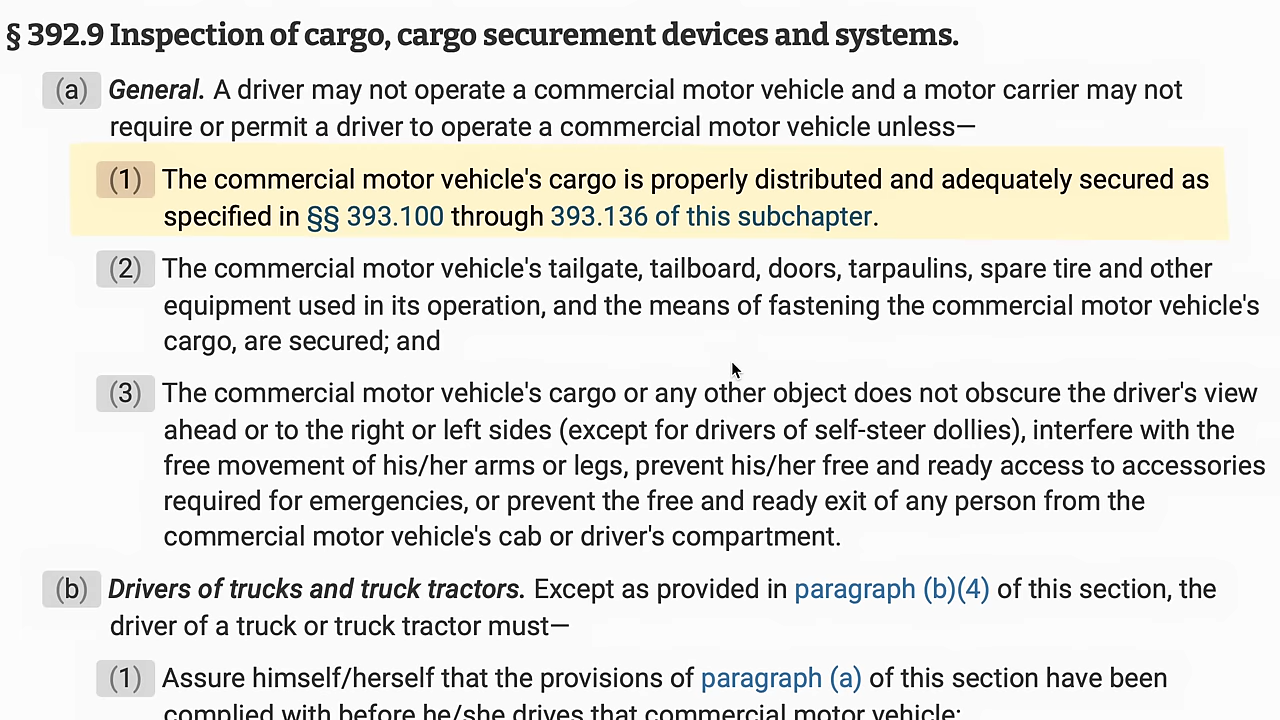 § 392.9 Inspection of cargo, cargo securement devices and systems.
(a) General. A driver may not operate a commercial motor vehicle and a motor carrier may not
require or permit a driver to operate a commercial motor vehicle unless—
(1) The commercial motor vehicle's cargo is properly distributed and adequately secured as
specified in §§ 393.100 through 393.136 of this subchapter.
(2) The commercial motor vehicle's tailgate, tailboard, doors, tarpaulins, spare tire and other
equipment used in its operation, and the means of fastening the commercial motor vehicle's
cargo, are secured; and
(3) The commercial motor vehicle's cargo or any other object does not obscure the driver's view
ahead or to the right or left sides (except for drivers of self-steer dollies), interfere with the
free movement of his/her arms or legs, prevent his/her free and ready access to accessories
required for emergencies, or prevent the free and ready exit of any person from the
commercial motor vehicle's cab or driver's compartment.
(b) Drivers of trucks and truck tractors. Except as provided in paragraph (b)(4) of this section, the
driver of a truck or truck tractor must—
(1) Assure himself/herself that the provisions of paragraph (a) of this section have been
complied with before he/she drives that commercial motor vehicle;